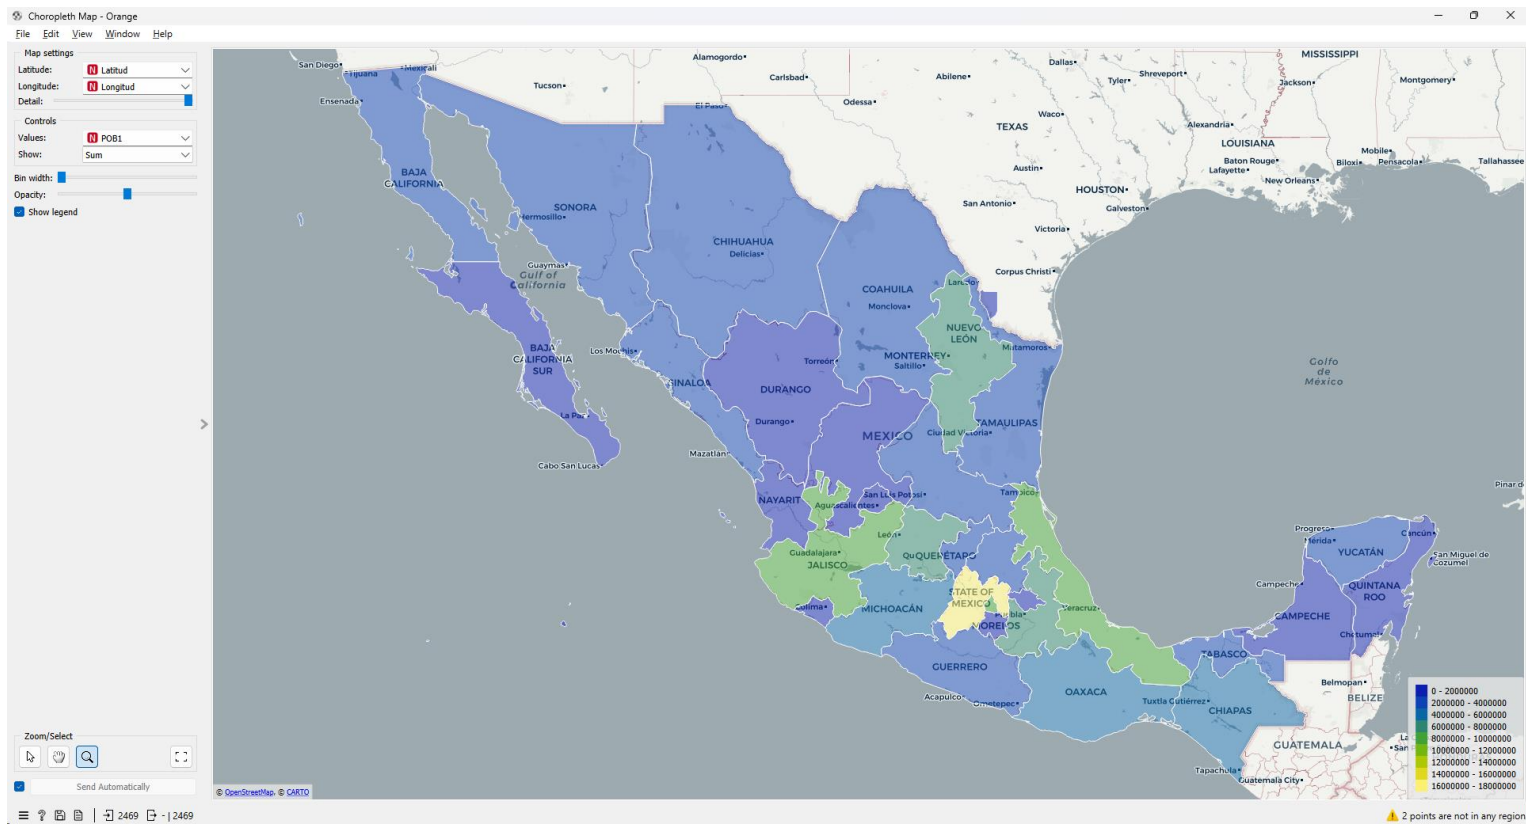 Choropleth Map - Orange
File Edit View Window Help
Map settings
Latitude: N Latitud
Longitude: N Longitud
Detail:
Controls
Values: N POB1
Show: Sum
Bin width:
Opacity:
Show legend
Zoom/Select
Send Automatically
2469 - | 2469
2 points are not in any region
San Diego
Tijuana
Mexicali
Ensenada
Tucson
Alamogordo
Carlsbad
El Paso
Odessa
Abilene
Dallas
Tyler
Shreveport
MISSISSIPPI
Jackson
Montgomery
Waco
TEXAS
Alexandria
LOUISIANA
Baton Rouge
Lafayette
New Orleans
Mobile
Biloxi
Pensacola
Tallahassee
Austin
HOUSTON
Galveston
San Antonio
Victoria
Corpus Christi
BAJA
CALIFORNIA
SONORA
Hermosillo
CHIHUAHUA
Delicias
Guaymas
Gulf of
California
COAHUILA
Monclova
Laredo
NUEVO
LEÓN
MONTERREY
Saltillo
Matamoros
Los Mochis
BAJA
CALIFORNIA
SUR
SINALOA
Torreón
DURANGO
Durango
La Paz
Cabo San Lucas
Mazatlán
MEXICO
Ciudad Victoria
TAMAULIPAS
Golfo
de
México
NAYARIT
San Luis Potosí
Aguascalientes
Tampico
León
Guadalajara
JALISCO
QuQUERÉTARO
Colima
MICHOACÁN
STATE OF
MEXICO
Puebla
MORELOS
Veracruz
GUERRERO
Acapulco
Ometepec
OAXACA
Tuxtla Gutiérrez
CHIAPAS
Tapachula
TABASCO
Progreso
Mérida
YUCATÁN
Cancún
San Miguel de
Cozumel
Campeche
QUINTANA
ROO
CAMPECHE
Chetumal
Pinar d
Belmopan
BELIZE
GUATEMALA
Guatemala City
0 - 2000000
2000000 - 4000000
4000000 - 6000000
6000000 - 8000000
8000000 - 10000000
10000000 - 12000000
12000000 - 14000000
14000000 - 16000000
16000000 - 18000000
© OpenStreetMap, © CARTO